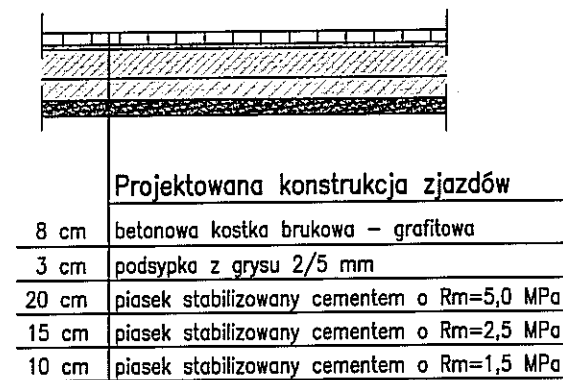 Projektowana konstrukcja zjazdów
8 cm betonowa kostka brukowa – grafitowa
3 cm podsypka z grysu 2/5 mm
20 cm piasek stabilizowany cementem o Rm=5,0 MPa
15 cm piasek stabilizowany cementem o Rm=2,5 MPa
10 cm piasek stabilizowany cementem o Rm=1,5 MPa